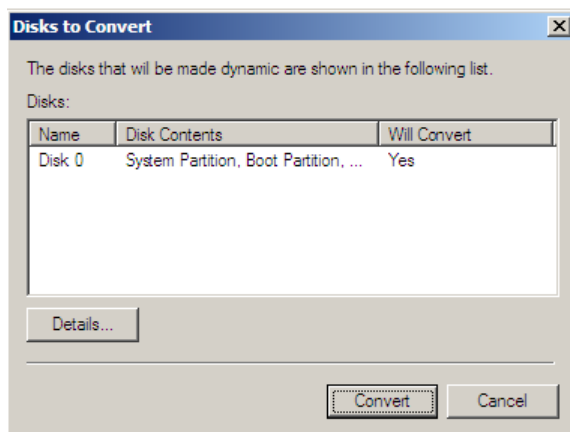 Disks to Convert
The disks that will be made dynamic are shown in the following list.
Disks:
Name Disk Contents Will Convert
Disk 0 System Partition, Boot Partition, ... Yes
Details...
Convert Cancel